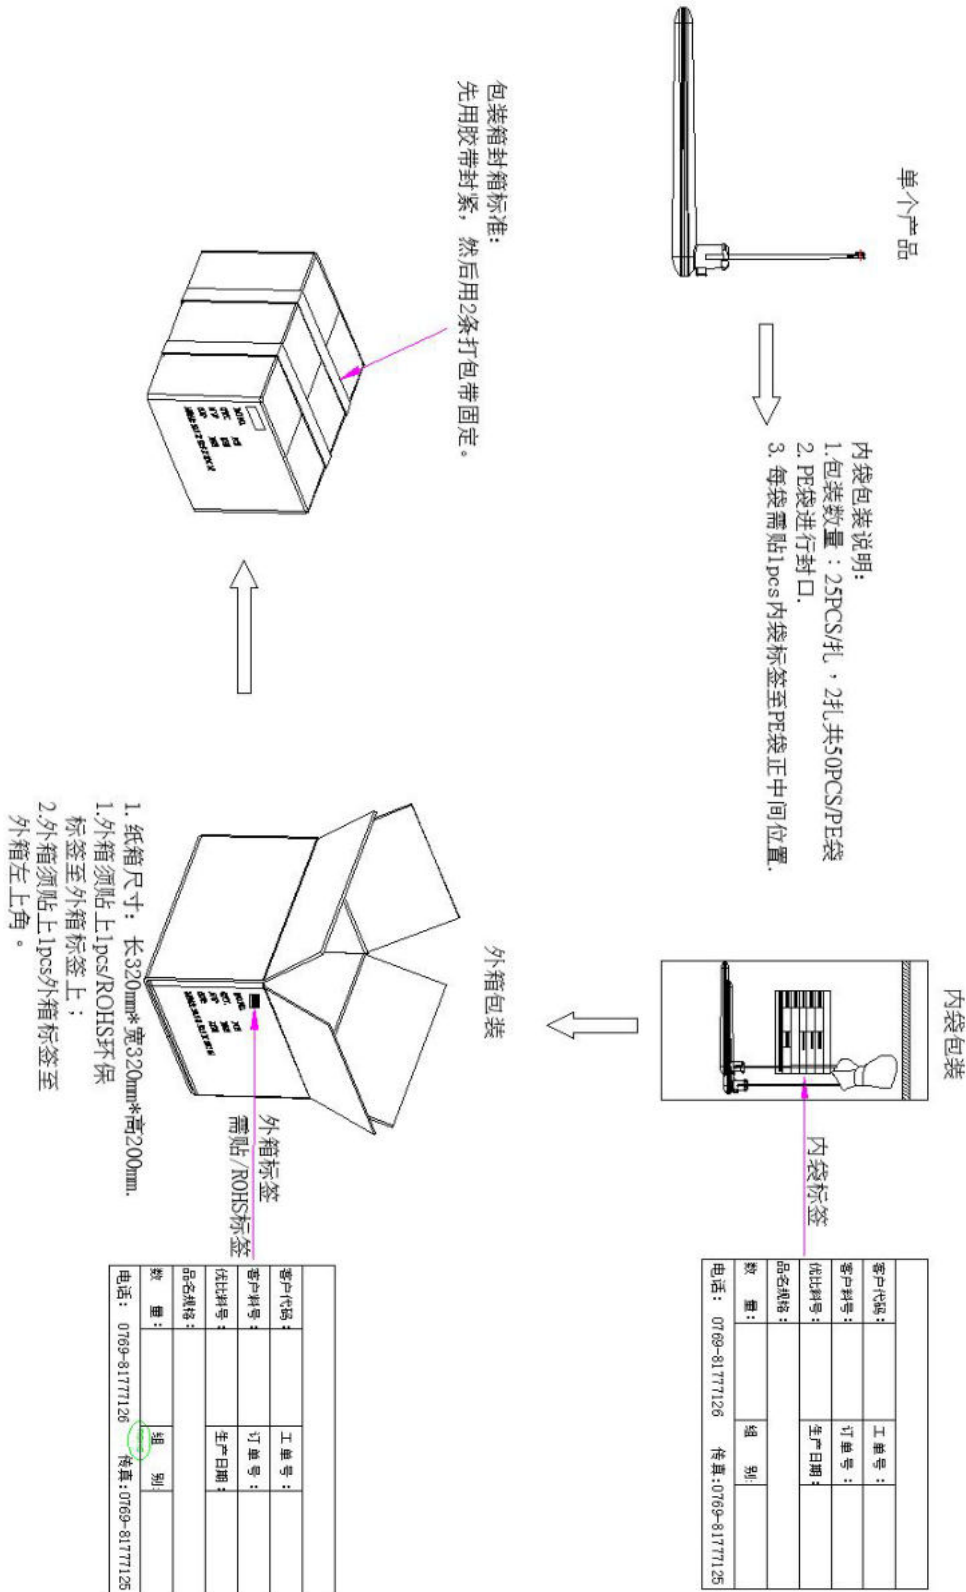 单个产品
内袋包装说明:
1.包装数量：25PCS/扎，2扎共50PCS/PE袋
2. PE袋进行封口.
3. 每袋需贴1pcs内袋标签至PE袋正中间位置.
内袋包装
内袋标签
客户代码:
工 单 号:
客户料号:
订 单 号:
优比料号:
生产日期:
品名规格:
数 量:
组 别:
电话: 0769-81777126 传真:0769-81777125
外箱包装
外箱标签
需贴/ROHS标签
1. 纸箱尺寸: 长320mm*宽320mm*高200mm.
1.外箱须贴上1pcs/ROHS环保
标签至外箱标签上;
2.外箱须贴上1pcs外箱标签至
外箱左上角。
客户代码:
工 单 号:
客户料号:
订 单 号:
优比料号:
生产日期:
品名规格:
数 量:
组 别:
电话: 0769-81777126 传真:0769-81777125
包装箱封箱标准:
先用胶带封紧, 然后用2条打包带固定。